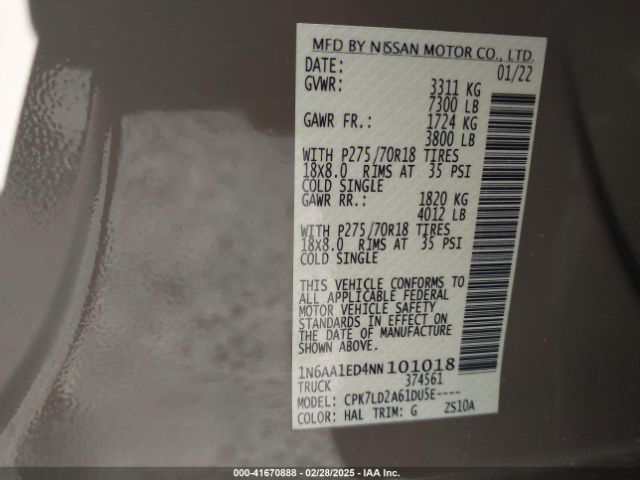 MFD BY NISSAN MOTOR CO., LTD.
DATE: 01/22
GVWR: 3311 KG
7300 LB
GAWR FR.: 1724 KG
3800 LB
WITH P275/70R18 TIRES
18X8.0 RIMS AT 35 PSI
COLD SINGLE
GAWR RR.: 1820 KG
4012 LB
WITH P275/70R18 TIRES
18X8.0 RIMS AT 35 PSI
COLD SINGLE
THIS VEHICLE CONFORMS TO
ALL APPLICABLE FEDERAL
MOTOR VEHICLE SAFETY
STANDARDS IN EFFECT ON
THE DATE OF MANUFACTURE
SHOWN ABOVE.
1N6AA1ED4NN101018
TRUCK 374561
MODEL: CPK7LD2A61DU5E----
COLOR: HAL TRIM: G ZS10A
000-41670888 - 02/28/2025 - IAA Inc.